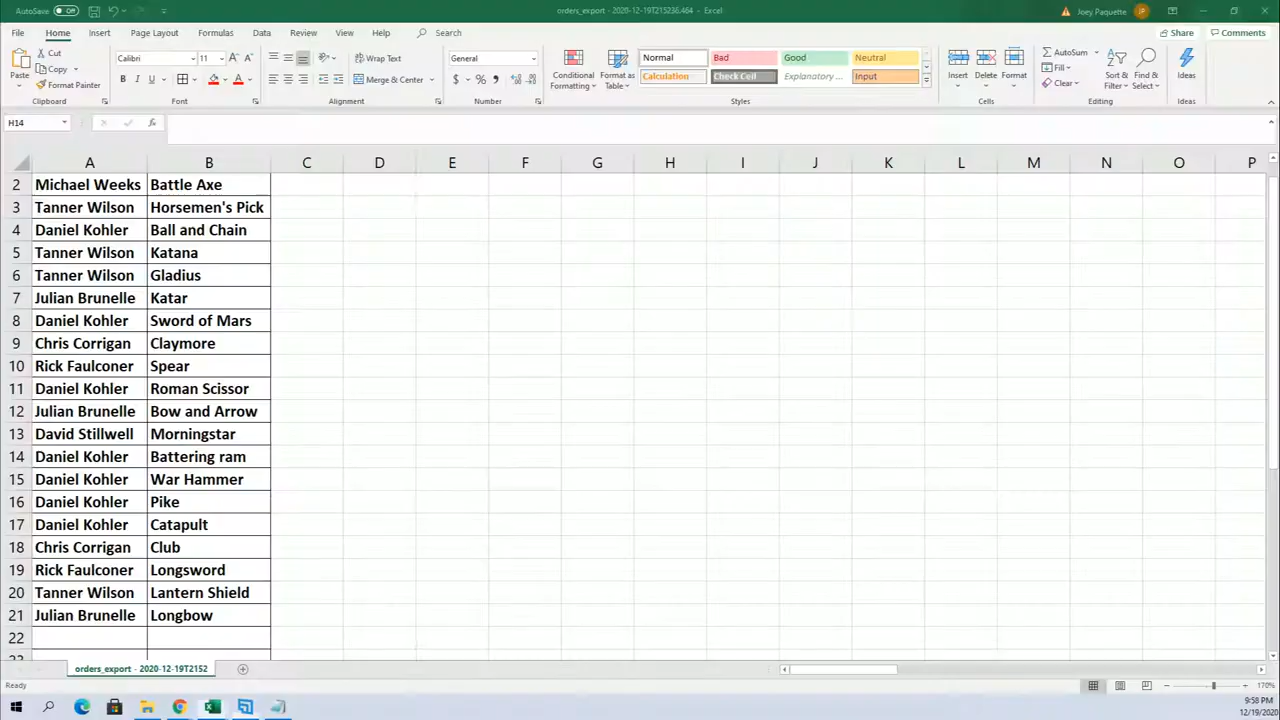 AutoSave Off
orders_export - 2020-12-19T215236.464 - Excel
Joey Paquette JP
File Home Insert Page Layout Formulas Data Review View Help Search
Share Comments
Paste
Cut
Copy
Format Painter
Clipboard
Calibri 11
B I U
Font
Wrap Text
Merge & Center
Alignment
General
$ % ,
Number
Conditional Formatting
Format as Table
Normal Bad Good Neutral
Calculation Check Cell Explanatory ... Input
Styles
Insert Delete Format
Cells
AutoSum
Fill
Clear
Sort & Filter
Find & Select
Editing
Ideas
Ideas
H14 fx
A B C D E F G H I J K L M N O P
2 Michael Weeks Battle Axe
3 Tanner Wilson Horsemen's Pick
4 Daniel Kohler Ball and Chain
5 Tanner Wilson Katana
6 Tanner Wilson Gladius
7 Julian Brunelle Katar
8 Daniel Kohler Sword of Mars
9 Chris Corrigan Claymore
10 Rick Faulconer Spear
11 Daniel Kohler Roman Scissor
12 Julian Brunelle Bow and Arrow
13 David Stillwell Morningstar
14 Daniel Kohler Battering ram
15 Daniel Kohler War Hammer
16 Daniel Kohler Pike
17 Daniel Kohler Catapult
18 Chris Corrigan Club
19 Rick Faulconer Longsword
20 Tanner Wilson Lantern Shield
21 Julian Brunelle Longbow
22
23
orders_export - 2020-12-19T2152
Ready
170%
9:58 PM
12/19/2020